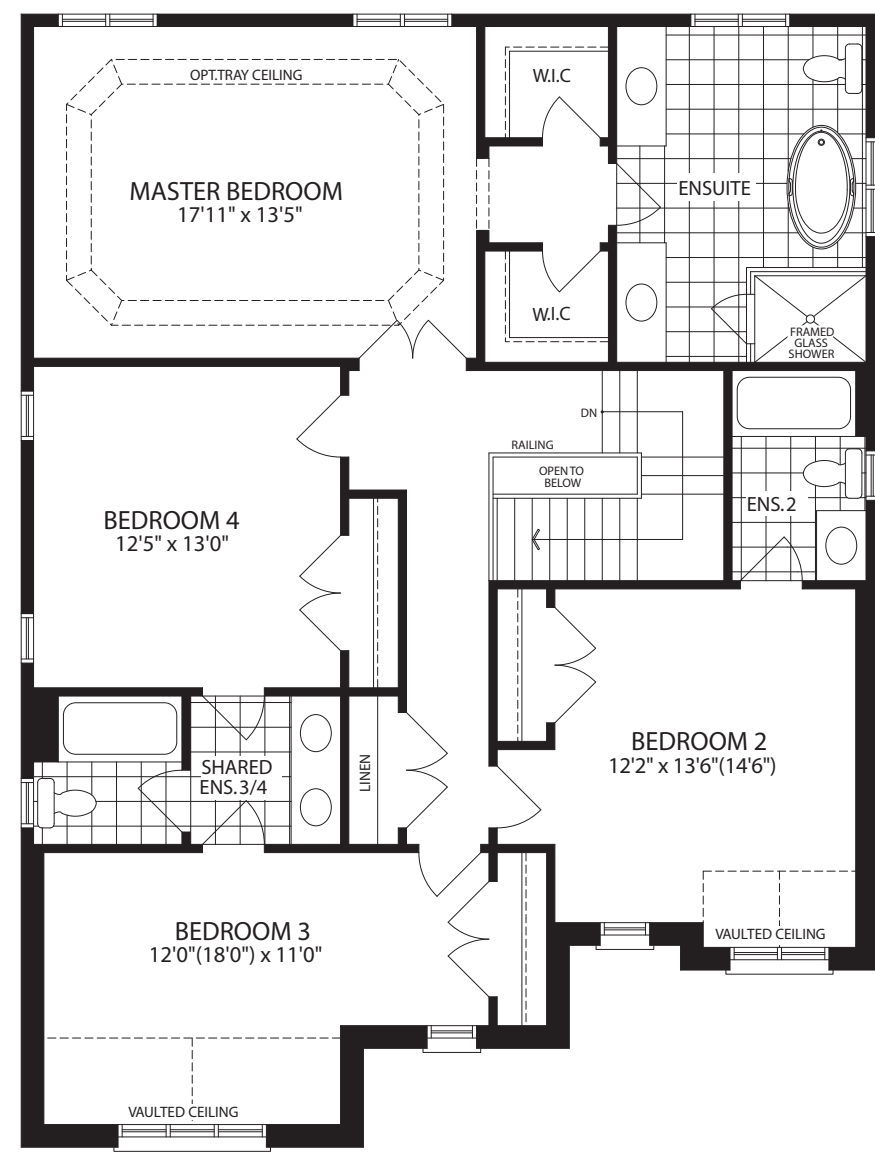 OPT.TRAY CEILING
W.I.C
MASTER BEDROOM
17'11" x 13'5"
ENSUITE
W.I.C
FRAMED
GLASS
SHOWER
DN
RAILING
OPEN TO
BELOW
ENS.2
BEDROOM 4
12'5" x 13'0"
BEDROOM 2
12'2" x 13'6"(14'6")
SHARED
ENS.3/4
LINEN
BEDROOM 3
12'0"(18'0") x 11'0"
VAULTED CEILING
VAULTED CEILING